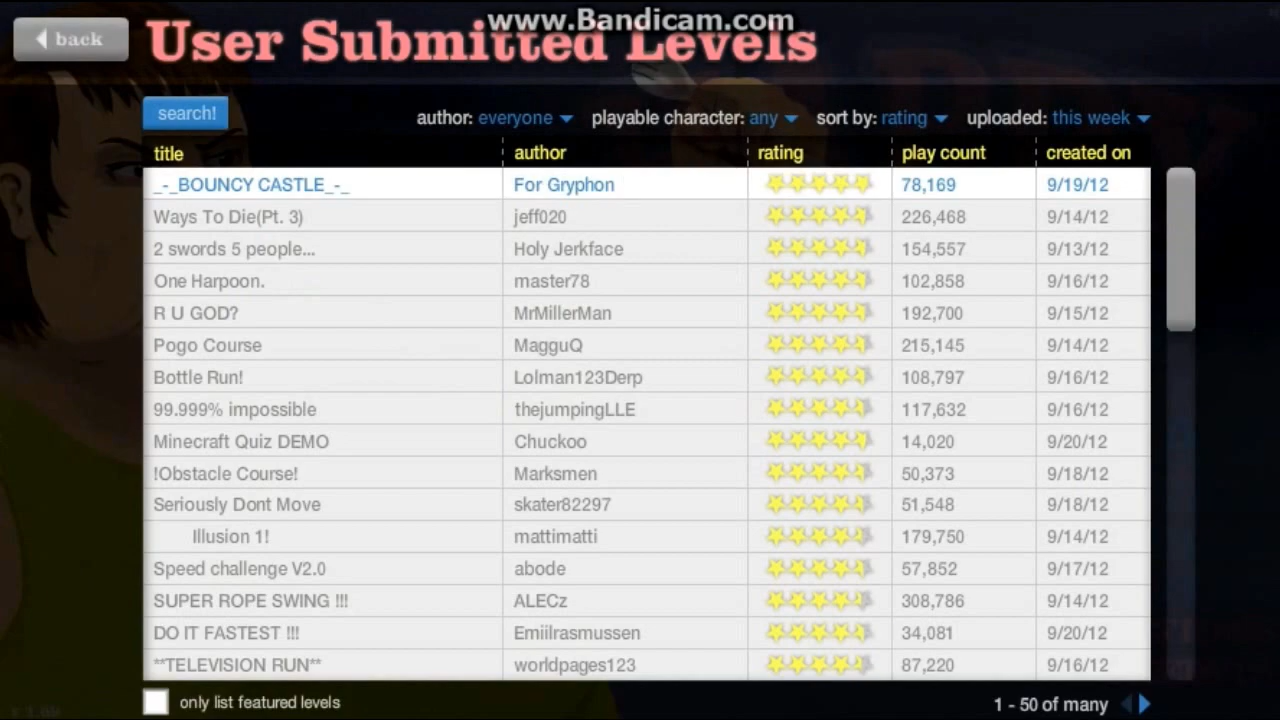 www.Bandicam.com
back
User Submitted Levels
search!
author: everyone playable character: any sort by: rating uploaded: this week
title author rating play count created on
_-_BOUNCY CASTLE_-_ For Gryphon 78,169 9/19/12
Ways To Die(Pt. 3) jeff020 226,468 9/14/12
2 swords 5 people... Holy Jerkface 154,557 9/13/12
One Harpoon. master78 102,858 9/16/12
R U GOD? MrMillerMan 192,700 9/15/12
Pogo Course MagguQ 215,145 9/14/12
Bottle Run! Lolman123Derp 108,797 9/16/12
99.999% impossible thejumpingLLE 117,632 9/16/12
Minecraft Quiz DEMO Chuckoo 14,020 9/20/12
!Obstacle Course! Marksmen 50,373 9/18/12
Seriously Dont Move skater82297 51,548 9/18/12
Illusion 1! mattimatti 179,750 9/14/12
Speed challenge V2.0 abode 57,852 9/17/12
SUPER ROPE SWING !!! ALECz 308,786 9/14/12
DO IT FASTEST !!! Emiilrasmussen 34,081 9/20/12
**TELEVISION RUN** worldpages123 87,220 9/16/12
only list featured levels 1 - 50 of many